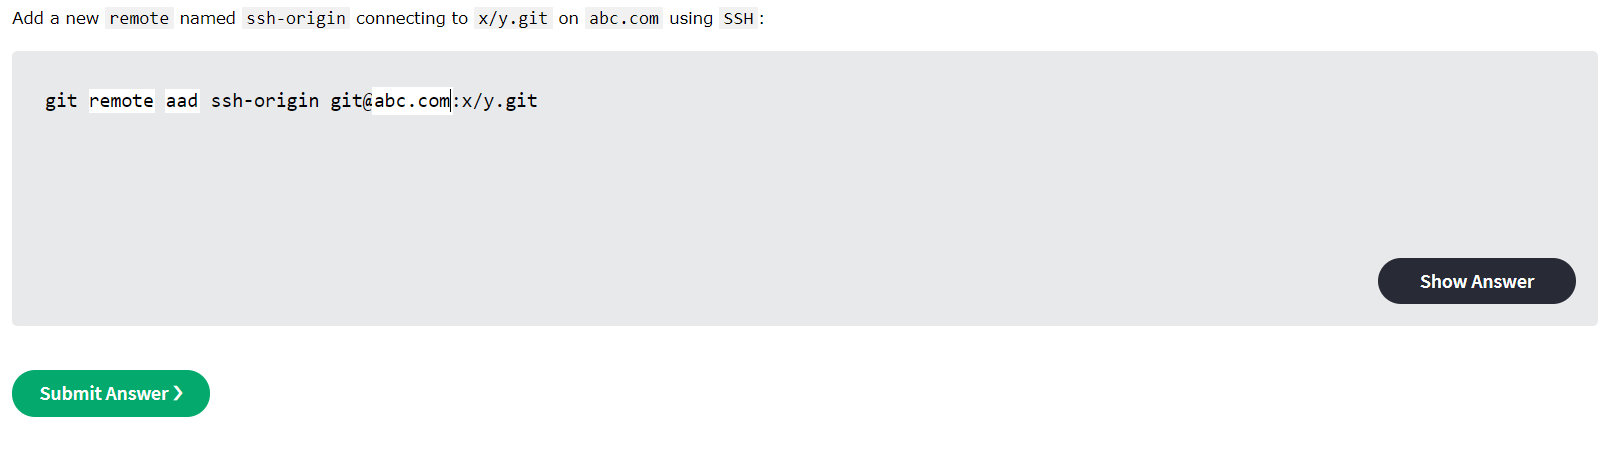 Add a new remote named ssh-origin connecting to x/y.git on abc.com using SSH:
git remote aad ssh-origin git@abc.com:x/y.git
Show Answer
Submit Answer ❯